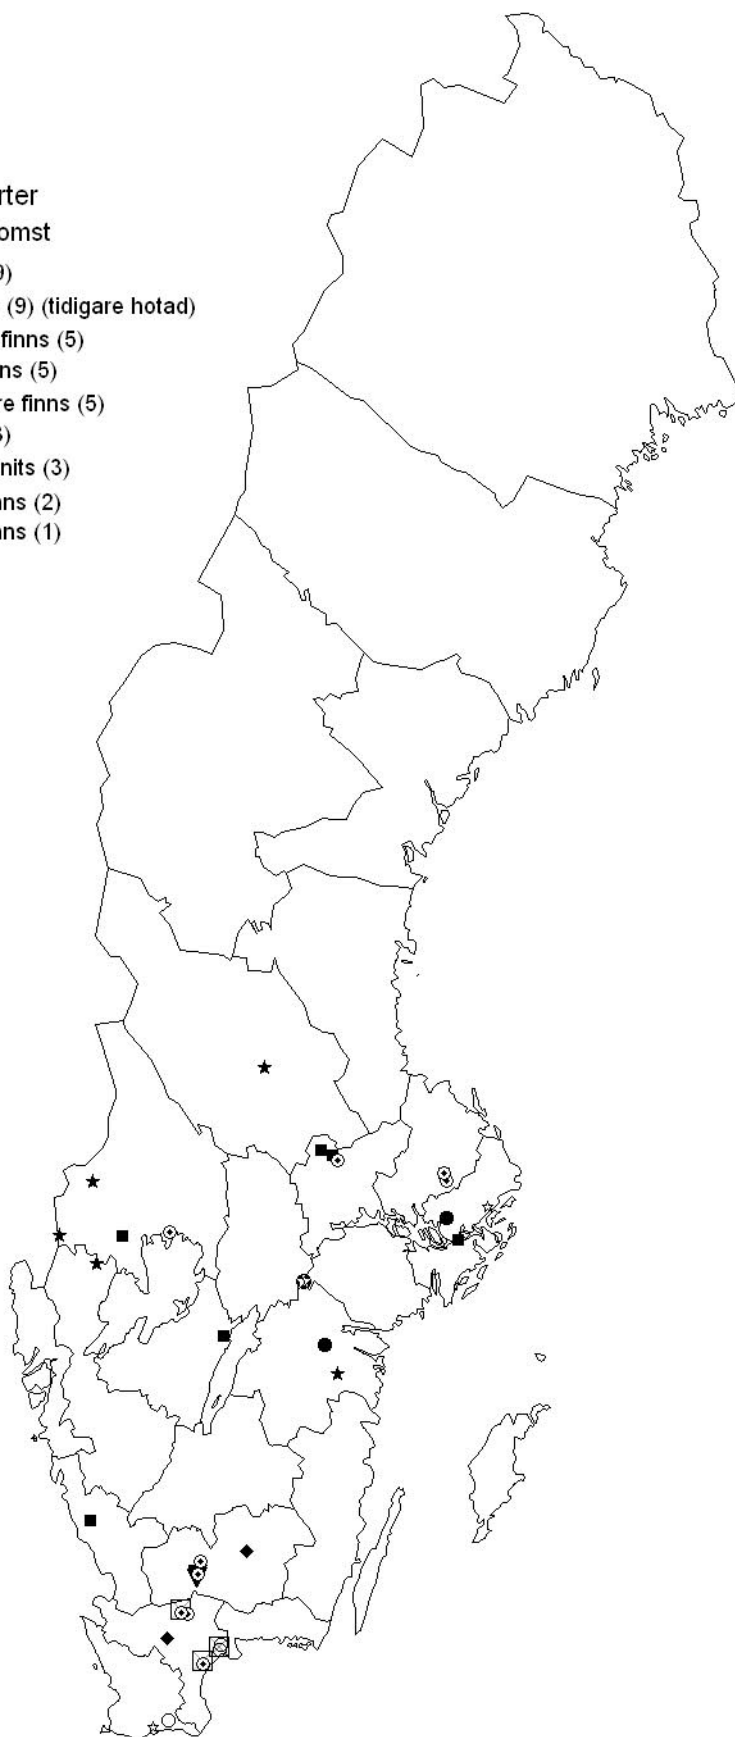 rter
omst
9)
(9) (tidigare hotad)
finns (5)
ns (5)
re finns (5)
3)
nits (3)
ns (2)
ns (1)